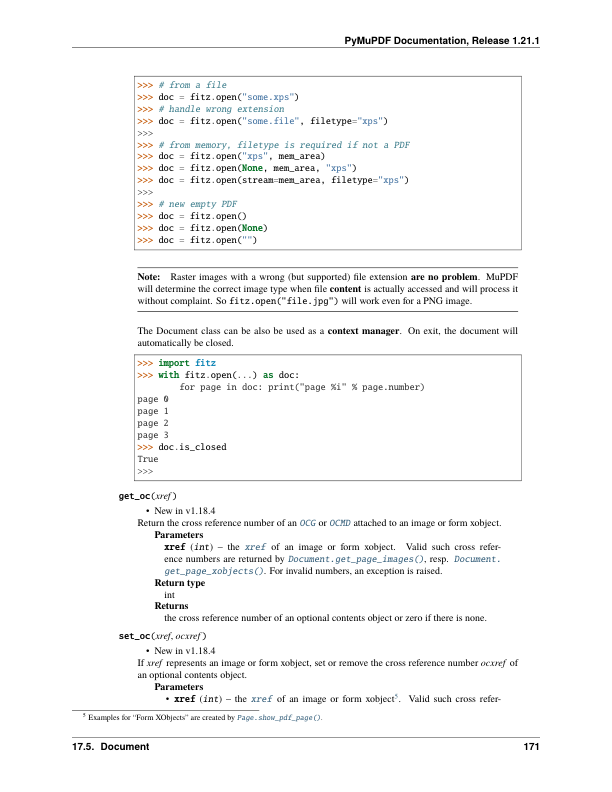 PyMuPDF Documentation, Release 1.21.1
>>> # from a file
>>> doc = fitz.open("some.xps")
>>> # handle wrong extension
>>> doc = fitz.open("some.file", filetype="xps")
>>>
>>> # from memory, filetype is required if not a PDF
>>> doc = fitz.open("xps", mem_area)
>>> doc = fitz.open(None, mem_area, "xps")
>>> doc = fitz.open(stream=mem_area, filetype="xps")
>>>
>>> # new empty PDF
>>> doc = fitz.open()
>>> doc = fitz.open(None)
>>> doc = fitz.open("")
Note: Raster images with a wrong (but supported) file extension are no problem. MuPDF
will determine the correct image type when file content is actually accessed and will process it
without complaint. So fitz.open("file.jpg") will work even for a PNG image.
The Document class can be also be used as a context manager. On exit, the document will
automatically be closed.
>>> import fitz
>>> with fitz.open(...) as doc:
        for page in doc: print("page %i" % page.number)
page 0
page 1
page 2
page 3
>>> doc.is_closed
True
>>>
get_oc(xref)
• New in v1.18.4
Return the cross reference number of an OCG or OCMD attached to an image or form xobject.
Parameters
xref (int) – the xref of an image or form xobject. Valid such cross refer-
ence numbers are returned by Document.get_page_images(), resp. Document.
get_page_xobjects(). For invalid numbers, an exception is raised.
Return type
int
Returns
the cross reference number of an optional contents object or zero if there is none.
set_oc(xref, ocxref)
• New in v1.18.4
If xref represents an image or form xobject, set or remove the cross reference number ocxref of
an optional contents object.
Parameters
• xref (int) – the xref of an image or form xobject⁵. Valid such cross refer-
⁵ Examples for “Form XObjects” are created by Page.show_pdf_page().
17.5. Document 171